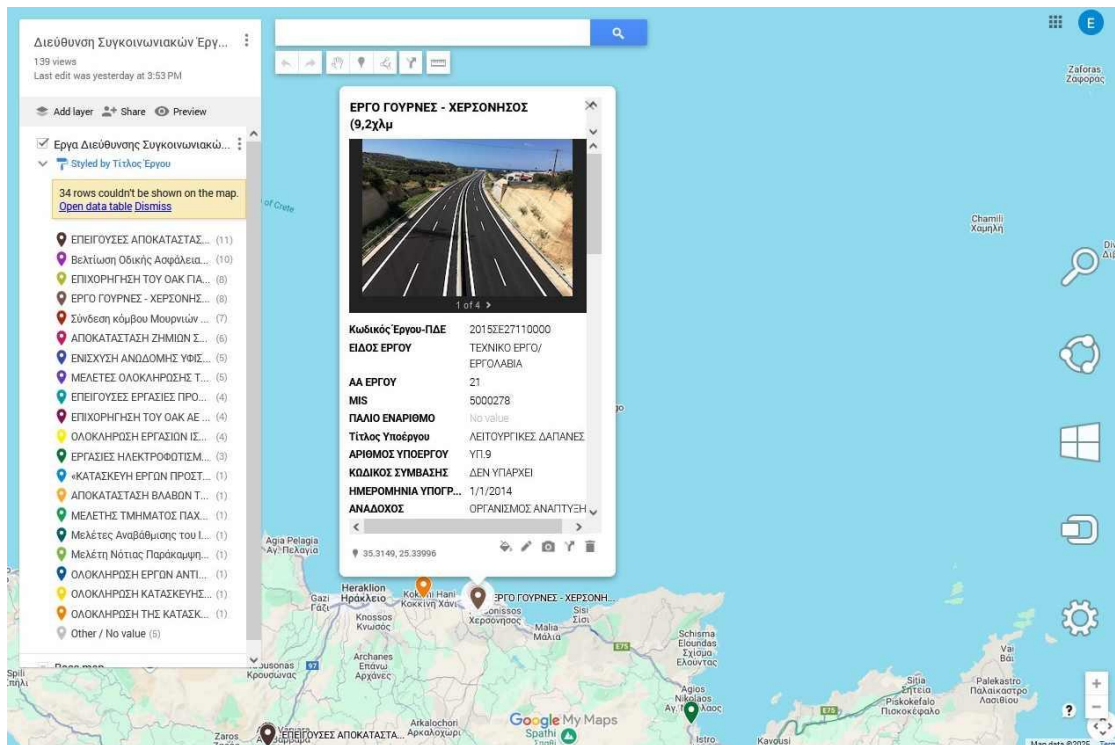 Διεύθυνση Συγκοινωνιακών Έργ...
139 views
Last edit was yesterday at 3:53 PM
Add layer Share Preview
Εργα Διεύθυνσης Συγκοινωνιακώ...
Styled by Τίτλος Έργου
34 rows couldn't be shown on the map.
Open data table Dismiss
ΕΠΕΙΓΟΥΣΕΣ ΑΠΟΚΑΤΑΣΤΑΣ... (11)
Βελτίωση Οδικής Ασφάλεια... (10)
ΕΠΙΧΟΡΗΓΗΣΗ ΤΟΥ ΟΑΚ ΓΙΑ... (8)
ΕΡΓΟ ΓΟΥΡΝΕΣ - ΧΕΡΣΟΝΗΣ... (8)
Σύνδεση κόμβου Μουρνιών ... (7)
ΑΠΟΚΑΤΑΣΤΑΣΗ ΖΗΜΙΩΝ Σ... (6)
ΕΝΙΣΧΥΣΗ ΑΝΩΔΟΜΗΣ ΥΦΙΣ... (5)
ΜΕΛΕΤΕΣ ΟΛΟΚΛΗΡΩΣΗΣ Τ... (5)
ΕΠΕΙΓΟΥΣΕΣ ΕΡΓΑΣΙΕΣ ΠΡΟ... (4)
ΕΠΙΧΟΡΗΓΗΣΗ ΤΟΥ ΟΑΚ ΑΕ ... (4)
ΟΛΟΚΛΗΡΩΣΗ ΕΡΓΑΣΙΩΝ ΙΣ... (4)
ΕΡΓΑΣΙΕΣ ΗΛΕΚΤΡΟΦΩΤΙΣΜ... (3)
«ΚΑΤΑΣΚΕΥΗ ΕΡΓΩΝ ΠΡΟΣΤ... (1)
ΑΠΟΚΑΤΑΣΤΑΣΗ ΒΛΑΒΩΝ Τ... (1)
ΜΕΛΕΤΗΣ ΤΜΗΜΑΤΟΣ ΠΑΧ... (1)
Μελέτες Αναβάθμισης του Ι... (1)
Μελέτη Νότιας Παράκαμψη... (1)
ΟΛΟΚΛΗΡΩΣΗ ΕΡΓΩΝ ΑΝΤΙ... (1)
ΟΛΟΚΛΗΡΩΣΗ ΚΑΤΑΣΚΕΥΗΣ... (1)
ΟΛΟΚΛΗΡΩΣΗ ΤΗΣ ΚΑΤΑΣΚ... (1)
Other / No value (5)
ΕΡΓΟ ΓΟΥΡΝΕΣ - ΧΕΡΣΟΝΗΣΟΣ
(9,2χλμ
1 of 4
Κωδικός Έργου-ΠΔΕ 2015ΣΕ27110000
ΕΙΔΟΣ ΕΡΓΟΥ ΤΕΧΝΙΚΟ ΕΡΓΟ/
ΕΡΓΟΛΑΒΙΑ
ΑΑ ΕΡΓΟΥ 21
MIS 5000278
ΠΑΛΙΟ ΕΝΑΡΙΘΜΟ No value
Τίτλος Υποέργου ΛΕΙΤΟΥΡΓΙΚΕΣ ΔΑΠΑΝΕΣ
ΑΡΙΘΜΟΣ ΥΠΟΕΡΓΟΥ ΥΠ.9
ΚΩΔΙΚΟΣ ΣΥΜΒΑΣΗΣ ΔΕΝ ΥΠΑΡΧΕΙ
ΗΜΕΡΟΜΗΝΙΑ ΥΠΟΓΡ... 1/1/2014
ΑΝΑΔΟΧΟΣ ΟΡΓΑΝΙΣΜΟΣ ΑΝΑΠΤΥΞΗ
35.3149, 25.33996
E
Zaforas
Ζαφοράς
of Crete
Chamili
Χαμηλή
Agia Pelagia
Αγ. Πελαγία
Heraklion
Ηράκλειο
Gazi
Γάζι
Kokkini Hani
Κοκκίνη Χάνι
ΕΡΓΟ ΓΟΥΡΝΕΣ - ΧΕΡΣΟΝΗ...
Χερσόνησος
Sisi
Σίσι
Malia
Μάλια
Knossos
Κνωσός
Archanes
Επάνω
Αρχάνες
97
Κρουσώνας
E75
Schisma
Eloundas
Σχίσμα
Ελούντας
Agios
Nikolaos
Sitia
Σητεία
Piskokefalo
Πισκοκέφαλο
Palekastro
Παλαίκαστρο
Λασιθίου
Vai
Βάι
E75
Zaros
ΕΠΕΙΓΟΥΣΕΣ ΑΠΟΚΑΤΑΣΤΑ...
Arkalochori
Αρκαλοχώρι
Google My Maps
Spathi
Istro
Kavousi
Map data ©2025